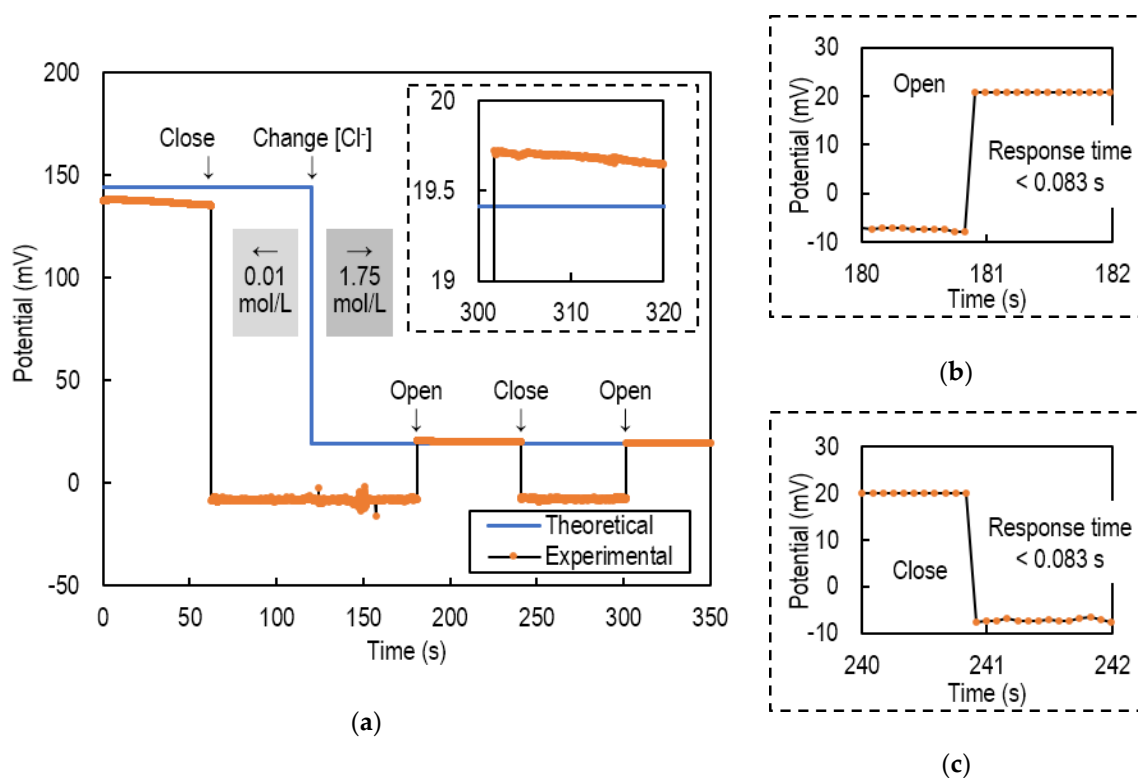 200
150
100
50
0
-50
Potential (mV)
0 50 100 150 200 250 300 350
Time (s)
Close
↓
Change [Cl-]
↓
←
0.01
mol/L
→
1.75
mol/L
Open
↓
Close
↓
Open
↓
Theoretical
Experimental
20
19.5
19
300 310 320
(a)
30
20
10
0
-10
Potential (mV)
Open
Response time
< 0.083 s
180 181 182
Time (s)
(b)
30
20
10
0
-10
Potential (mV)
Response time
< 0.083 s
Close
240 241 242
Time (s)
(c)